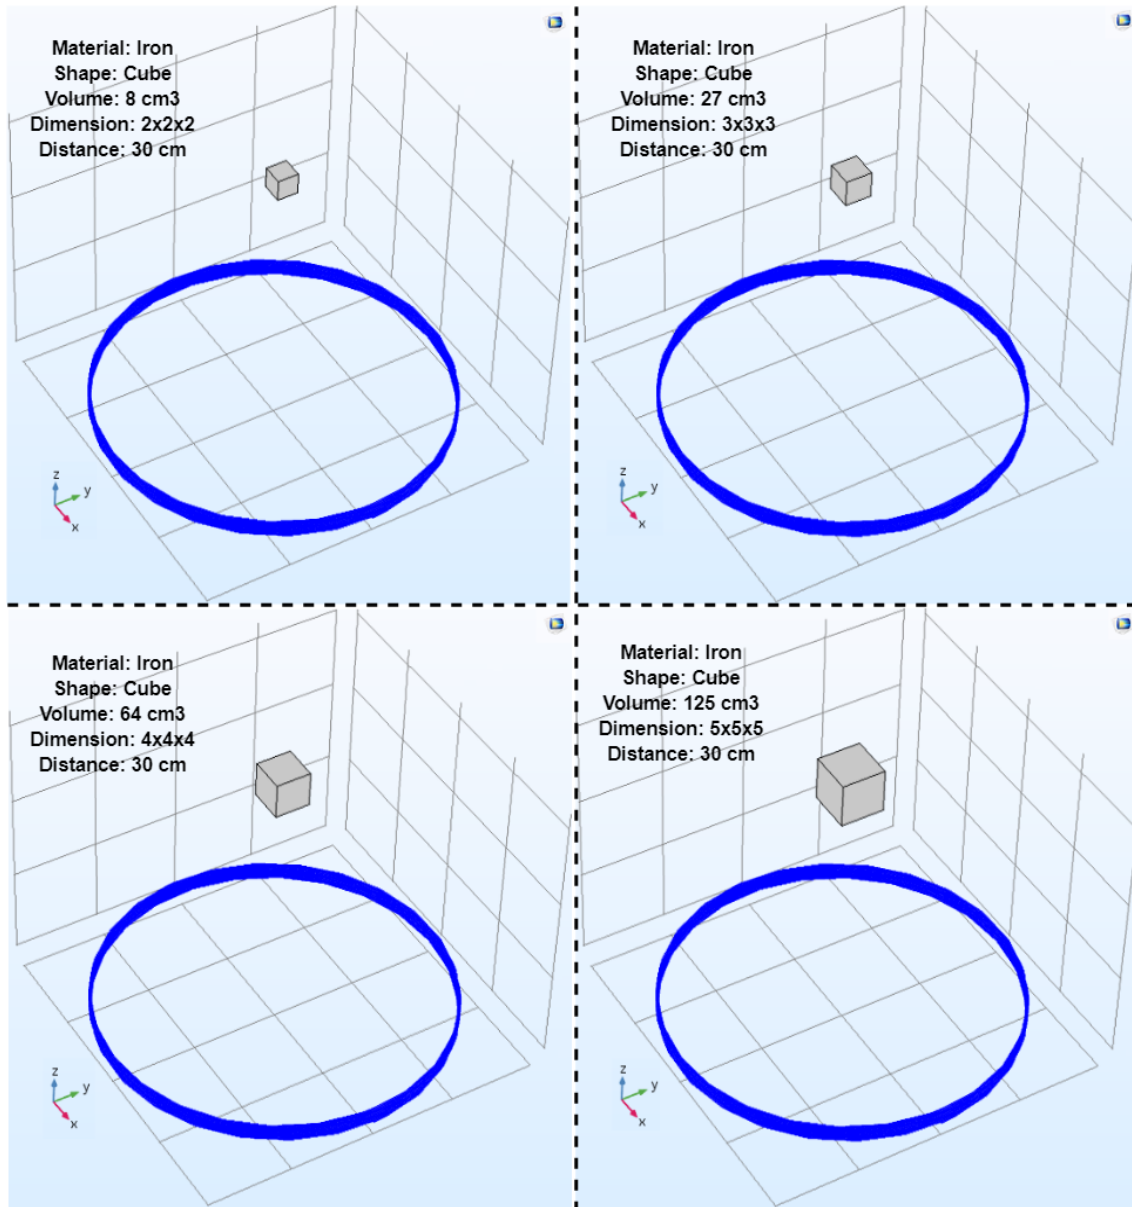 Material: Iron
Shape: Cube
Volume: 8 cm3
Dimension: 2x2x2
Distance: 30 cm
z
y
x
Material: Iron
Shape: Cube
Volume: 27 cm3
Dimension: 3x3x3
Distance: 30 cm
z
y
x
Material: Iron
Shape: Cube
Volume: 64 cm3
Dimension: 4x4x4
Distance: 30 cm
z
y
x
Material: Iron
Shape: Cube
Volume: 125 cm3
Dimension: 5x5x5
Distance: 30 cm
z
y
x